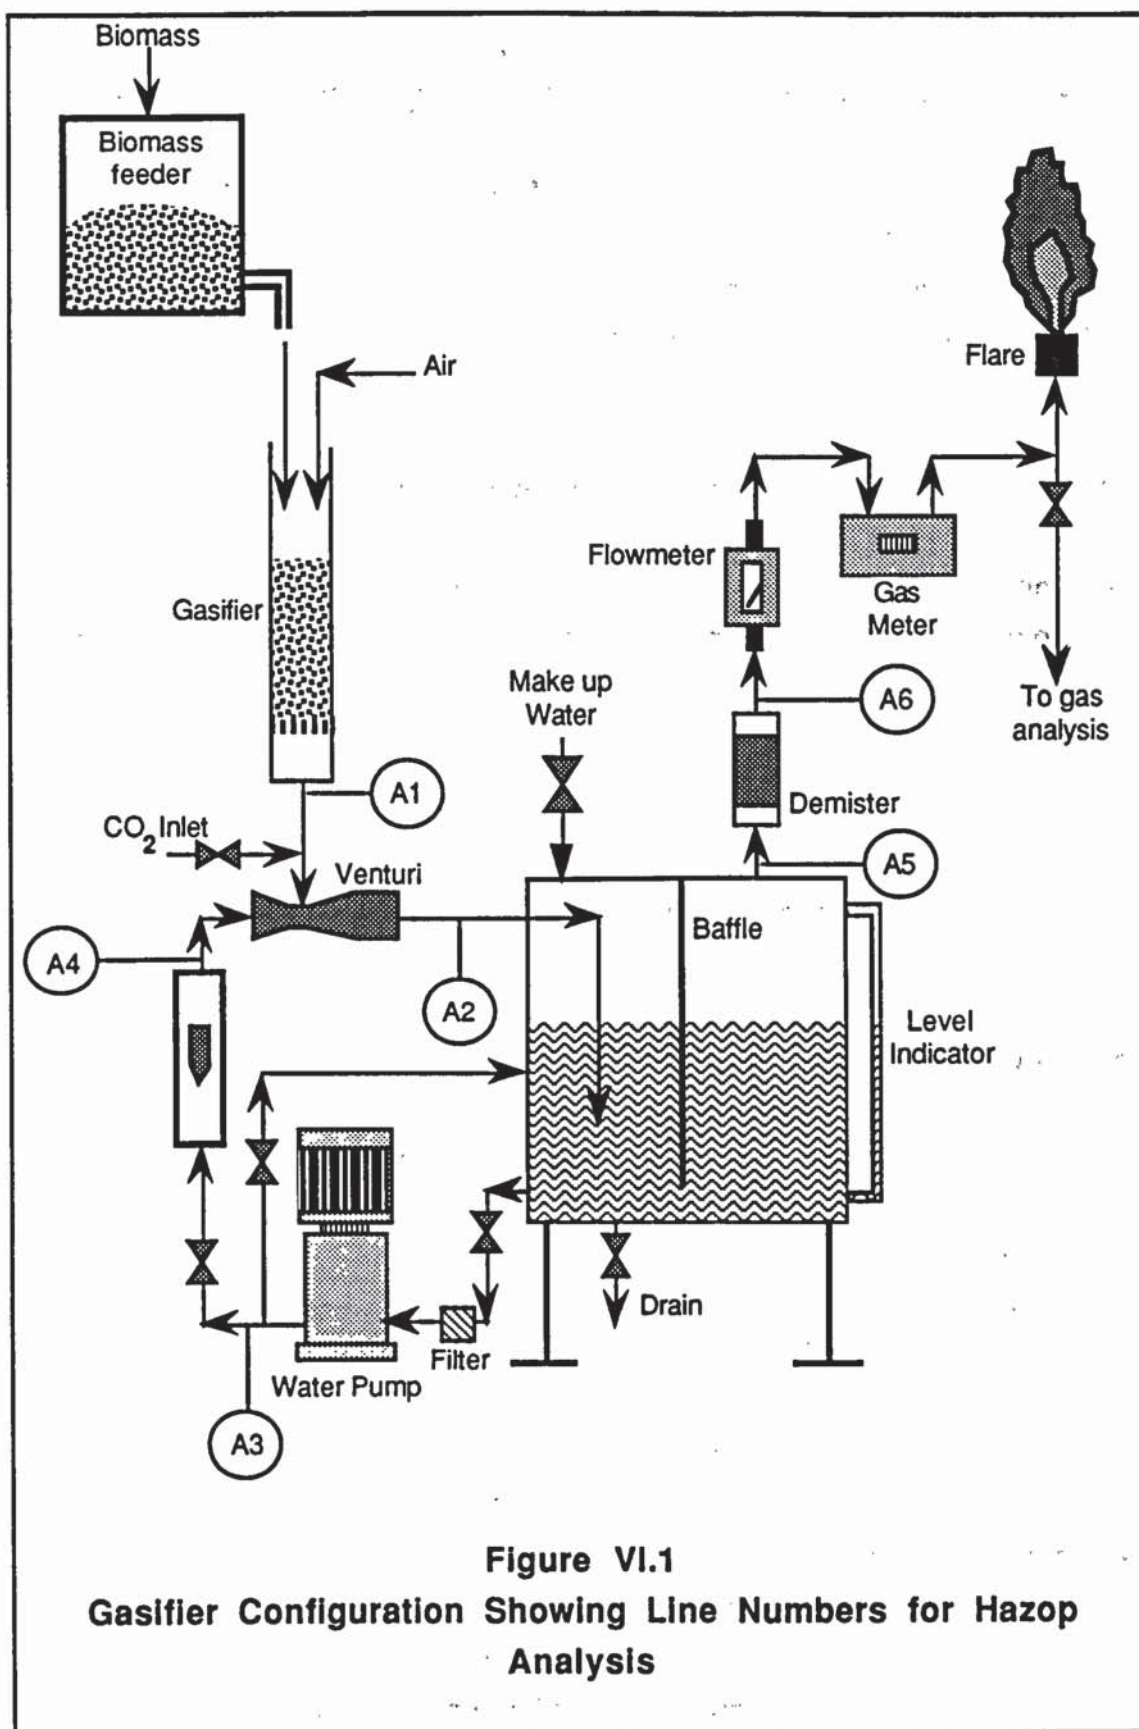 Biomass
Biomass
feeder
Air
Flare
Flowmeter
Gas
Meter
Gasifier
Make up
Water
A6
To gas
analysis
A1
Demister
CO2 Inlet
Venturi
A5
Baffle
A4
A2
Level
Indicator
Drain
Filter
Water Pump
A3
Figure VI.1
Gasifier Configuration Showing Line Numbers for Hazop
Analysis